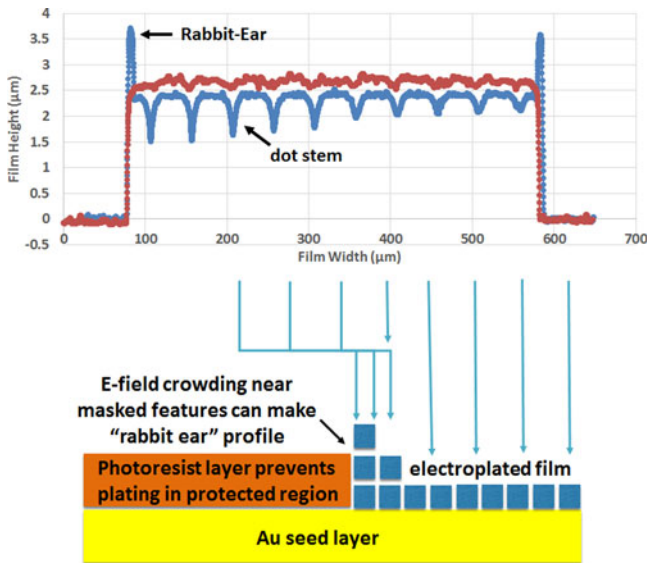 4
3.5
3
2.5
2
1.5
1
0.5
0
-0.5
Film Height (μm)
Rabbit-Ear
dot stem
0 100 200 300 400 500 600 700
Film Width (μm)
E-field crowding near
masked features can make
“rabbit ear” profile
Photoresist layer prevents
plating in protected region
electroplated film
Au seed layer